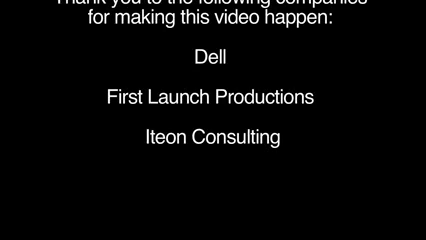 Thank you to the following companies
for making this video happen:
Dell
First Launch Productions
Iteon Consulting